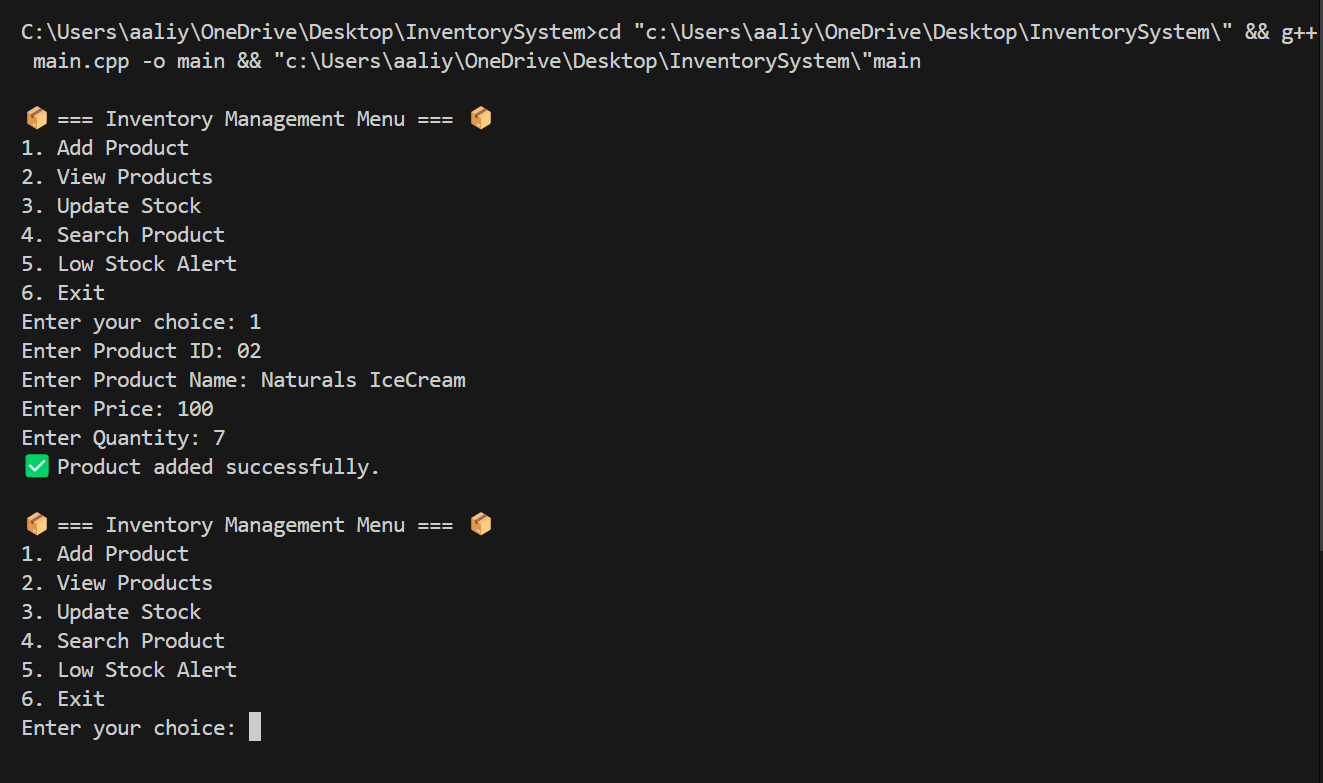 C:\Users\aaliy\OneDrive\Desktop\InventorySystem>cd "c:\Users\aaliy\OneDrive\Desktop\InventorySystem\" && g++
main.cpp -o main && "c:\Users\aaliy\OneDrive\Desktop\InventorySystem\"main
📦 === Inventory Management Menu === 📦
1. Add Product
2. View Products
3. Update Stock
4. Search Product
5. Low Stock Alert
6. Exit
Enter your choice: 1
Enter Product ID: 02
Enter Product Name: Naturals IceCream
Enter Price: 100
Enter Quantity: 7
✅ Product added successfully.
📦 === Inventory Management Menu === 📦
1. Add Product
2. View Products
3. Update Stock
4. Search Product
5. Low Stock Alert
6. Exit
Enter your choice: